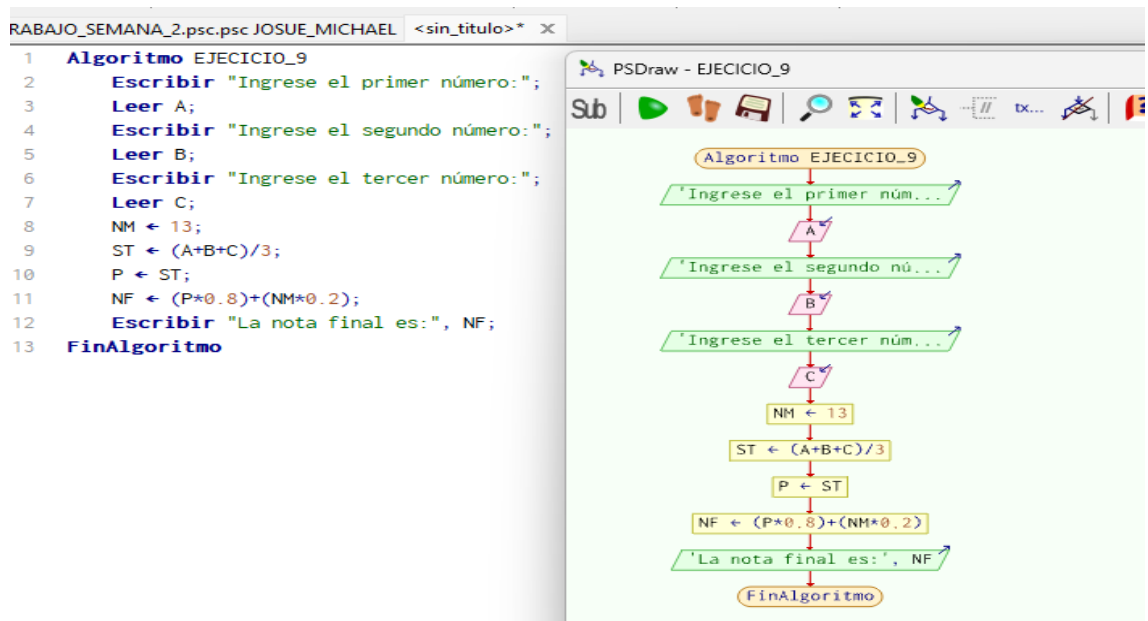 RABAJO_SEMANA_2.psc.psc JOSUE_MICHAEL <sin_titulo>*
1 Algoritmo EJECICIO_9
2 Escribir "Ingrese el primer número:";
3 Leer A;
4 Escribir "Ingrese el segundo número:";
5 Leer B;
6 Escribir "Ingrese el tercer número:";
7 Leer C;
8 NM ← 13;
9 ST ← (A+B+C)/3;
10 P ← ST;
11 NF ← (P*0.8)+(NM*0.2);
12 Escribir "La nota final es:", NF;
13 FinAlgoritmo
PSDraw - EJECICIO_9
Sub tx...
Algoritmo EJECICIO_9
'Ingrese el primer núm...
A
'Ingrese el segundo nú...
B
'Ingrese el tercer núm...
C
NM ← 13
ST ← (A+B+C)/3
P ← ST
NF ← (P*0.8)+(NM*0.2)
'La nota final es:', NF
FinAlgoritmo